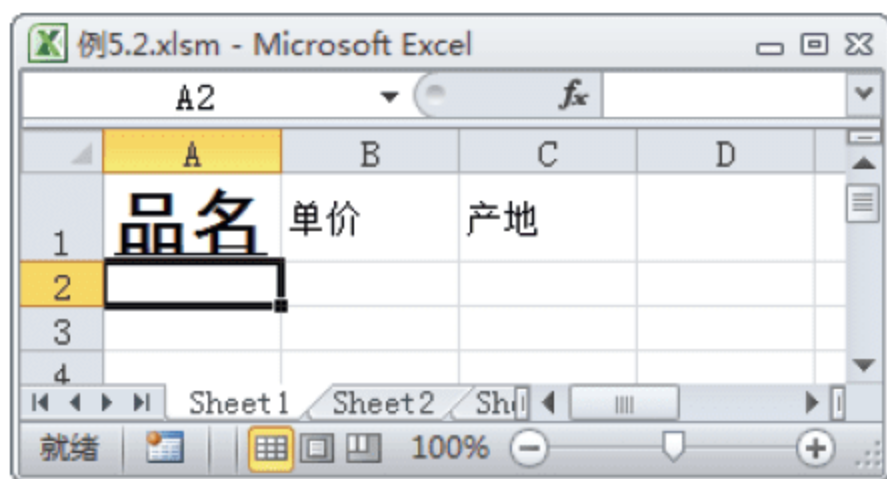 例5.2.xlsm - Microsoft Excel
A2 fx
A B C D
1 品名 单价 产地
2
3
4
Sheet1 Sheet2 Sh
就绪 100%